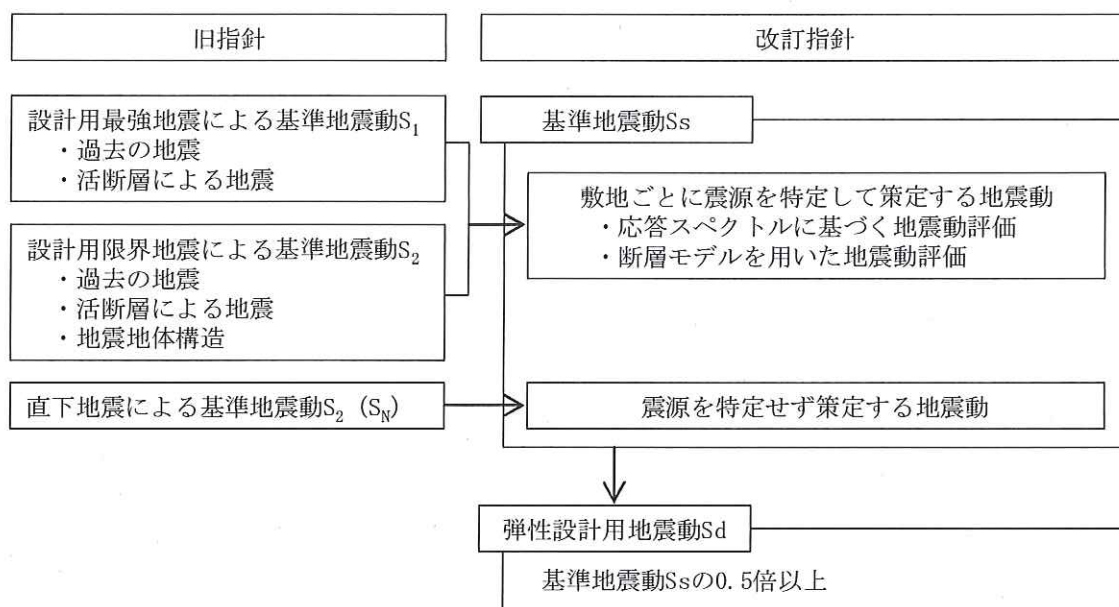 旧指針
改訂指針
設計用最強地震による基準地震動S₁
・過去の地震
・活断層による地震
設計用限界地震による基準地震動S₂
・過去の地震
・活断層による地震
・地震地体構造
直下地震による基準地震動S₂ (S_N)
基準地震動Ss
敷地ごとに震源を特定して策定する地震動
・応答スペクトルに基づく地震動評価
・断層モデルを用いた地震動評価
震源を特定せず策定する地震動
弾性設計用地震動Sd
基準地震動Ssの0.5倍以上